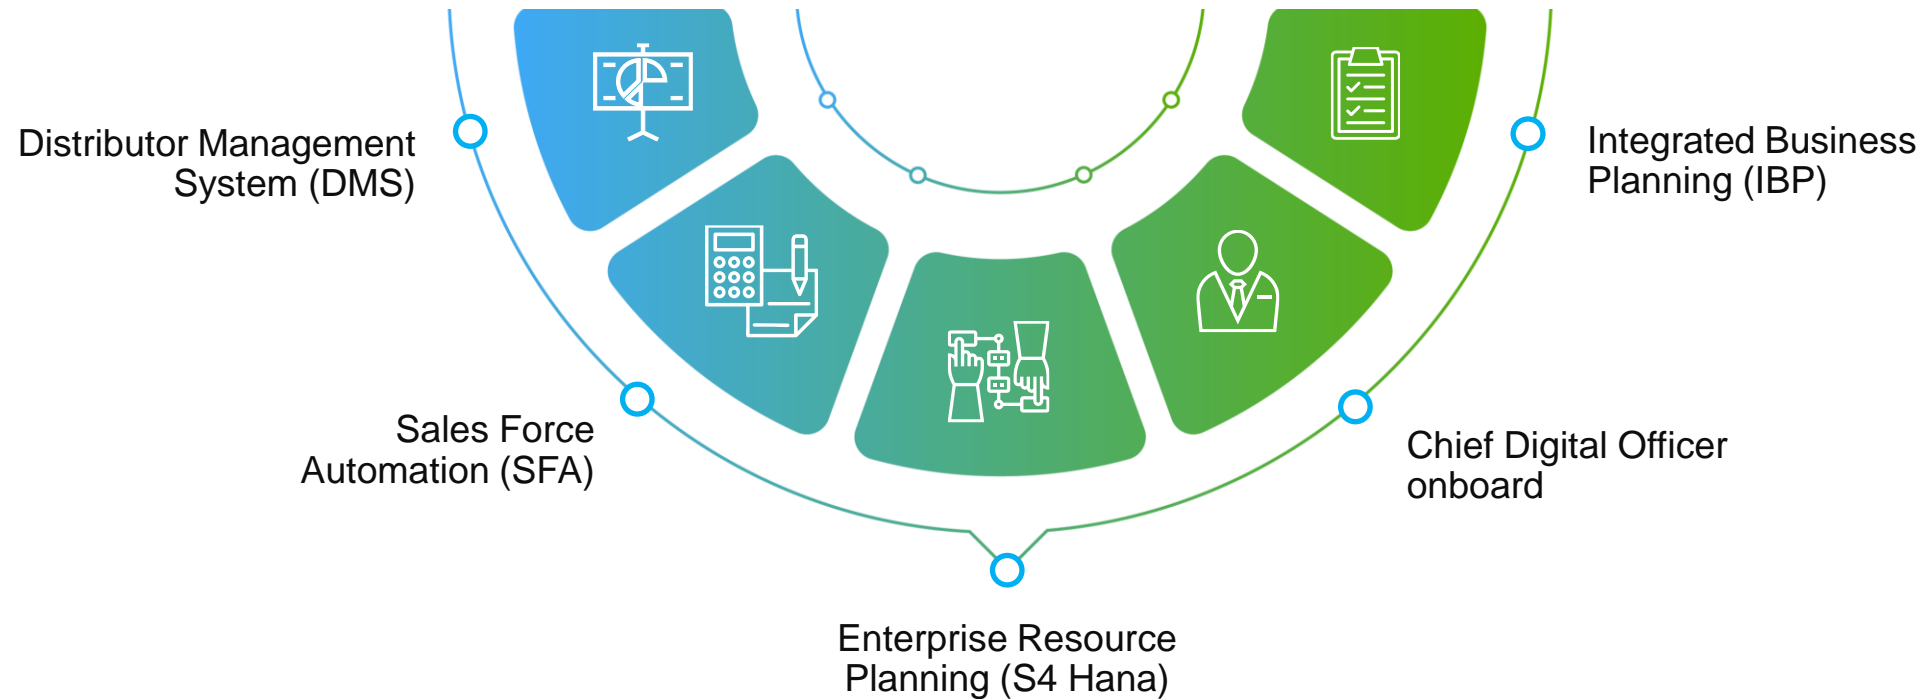 Distributor Management
System (DMS)
Sales Force
Automation (SFA)
Enterprise Resource
Planning (S4 Hana)
Chief Digital Officer
onboard
Integrated Business
Planning (IBP)